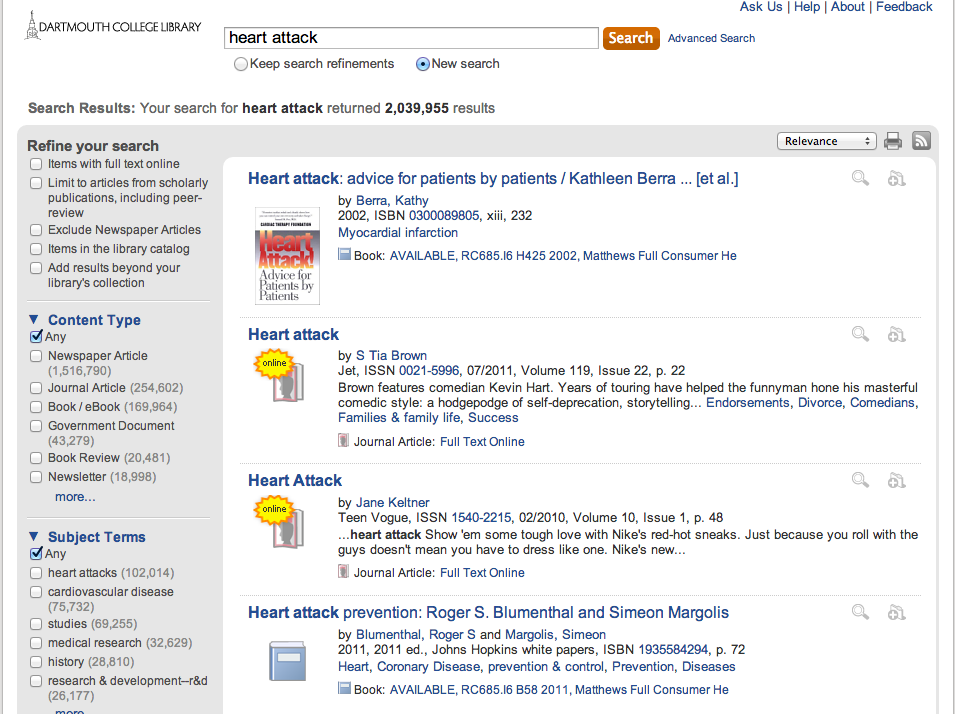 Ask Us | Help | About | Feedback
DARTMOUTH COLLEGE LIBRARY
heart attack
Search
Advanced Search
Keep search refinements
New search
Search Results: Your search for heart attack returned 2,039,955 results
Relevance
Refine your search
Items with full text online
Limit to articles from scholarly
publications, including peer-
review
Exclude Newspaper Articles
Items in the library catalog
Add results beyond your
library's collection
Content Type
Any
Newspaper Article
(1,516,790)
Journal Article (254,602)
Book / eBook (169,964)
Government Document
(43,279)
Book Review (20,481)
Newsletter (18,998)
more...
Subject Terms
Any
heart attacks (102,014)
cardiovascular disease
(75,732)
studies (69,255)
medical research (32,629)
history (28,810)
research & development--r&d
(26,177)
more
Heart attack: advice for patients by patients / Kathleen Berra ... [et al.]
by Berra, Kathy
2002, ISBN 0300089805, xiii, 232
Myocardial infarction
Book: AVAILABLE, RC685.I6 H425 2002, Matthews Full Consumer He
CARDIAC THERAPY FOUNDATION
Heart
Attack!
Advice for
Patients by
Patients
Heart attack
online
by S Tia Brown
Jet, ISSN 0021-5996, 07/2011, Volume 119, Issue 22, p. 22
Brown features comedian Kevin Hart. Years of touring have helped the funnyman hone his masterful
comedic style: a hodgepodge of self-deprecation, storytelling... Endorsements, Divorce, Comedians,
Families & family life, Success
Journal Article: Full Text Online
Heart Attack
online
by Jane Keltner
Teen Vogue, ISSN 1540-2215, 02/2010, Volume 10, Issue 1, p. 48
...heart attack Show 'em some tough love with Nike's red-hot sneaks. Just because you roll with the
guys doesn't mean you have to dress like one. Nike's new...
Journal Article: Full Text Online
Heart attack prevention: Roger S. Blumenthal and Simeon Margolis
by Blumenthal, Roger S and Margolis, Simeon
2011, 2011 ed., Johns Hopkins white papers, ISBN 1935584294, p. 72
Heart, Coronary Disease, prevention & control, Prevention, Diseases
Book: AVAILABLE, RC685.I6 B58 2011, Matthews Full Consumer He